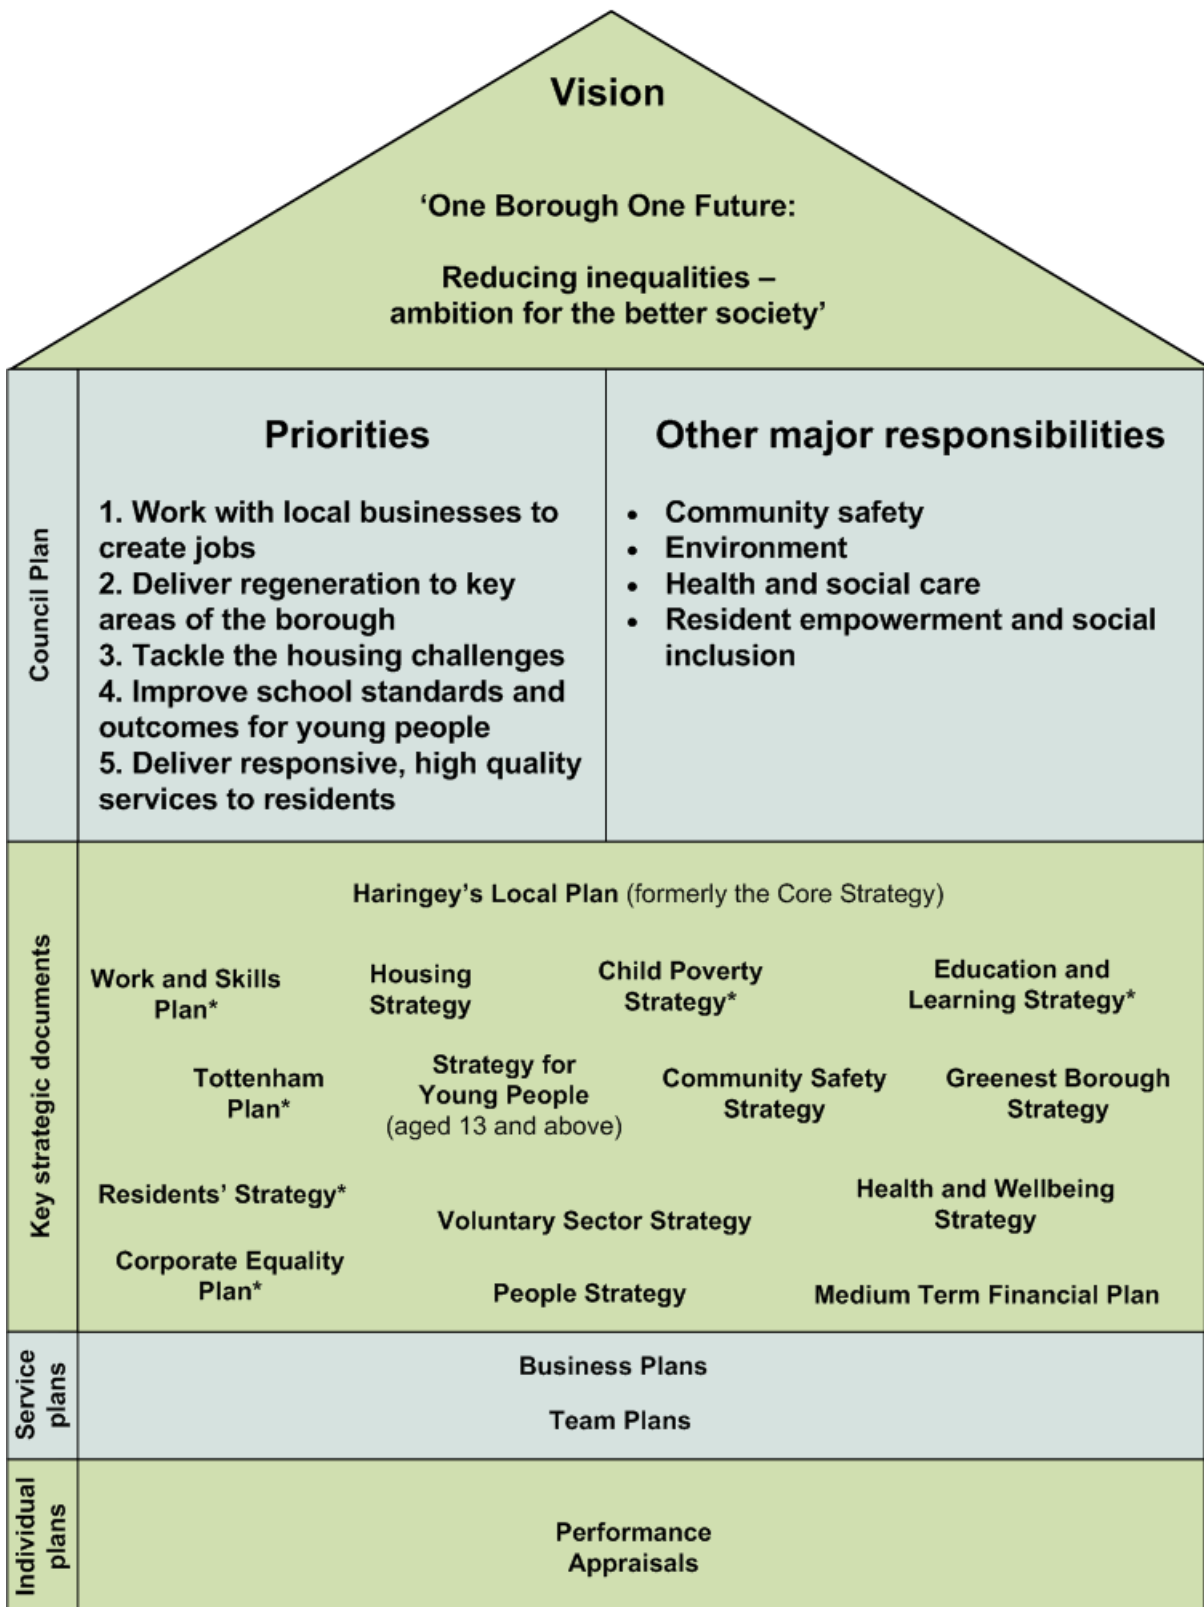 Vision
‘One Borough One Future:
Reducing inequalities –
ambition for the better society’
Council Plan
Priorities
1. Work with local businesses to
create jobs
2. Deliver regeneration to key
areas of the borough
3. Tackle the housing challenges
4. Improve school standards and
outcomes for young people
5. Deliver responsive, high quality
services to residents
Other major responsibilities
• Community safety
• Environment
• Health and social care
• Resident empowerment and social
inclusion
Key strategic documents
Haringey’s Local Plan (formerly the Core Strategy)
Work and Skills
Plan*
Housing
Strategy
Child Poverty
Strategy*
Education and
Learning Strategy*
Tottenham
Plan*
Strategy for
Young People
(aged 13 and above)
Community Safety
Strategy
Greenest Borough
Strategy
Residents’ Strategy*
Voluntary Sector Strategy
Health and Wellbeing
Strategy
Corporate Equality
Plan*
People Strategy
Medium Term Financial Plan
Service
plans
Business Plans
Team Plans
Individual
plans
Performance
Appraisals